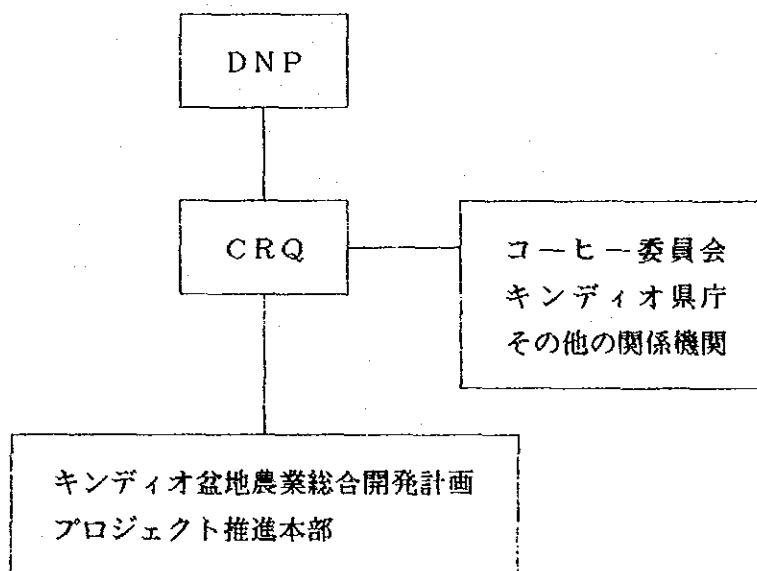 DNP
CRQ
コーヒー委員会
キンディオ県庁
その他の関係機関
キンディオ盆地農業総合開発計画
プロジェクト推進本部